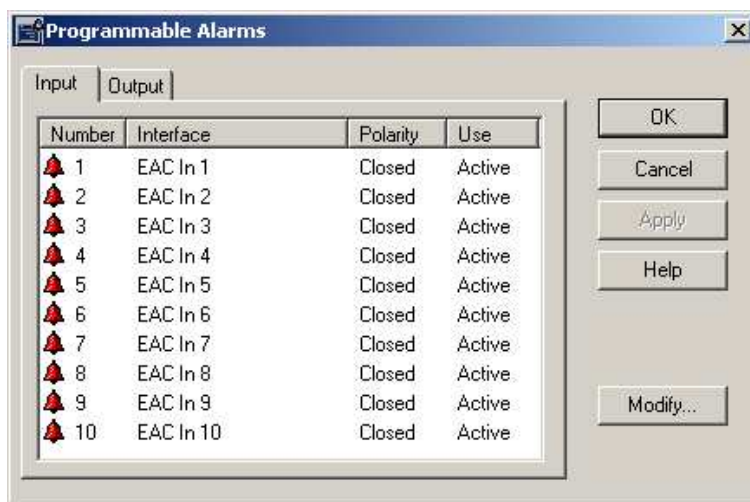 Programmable Alarms
Input Output
Number Interface Polarity Use
1 EAC In 1 Closed Active
2 EAC In 2 Closed Active
3 EAC In 3 Closed Active
4 EAC In 4 Closed Active
5 EAC In 5 Closed Active
6 EAC In 6 Closed Active
7 EAC In 7 Closed Active
8 EAC In 8 Closed Active
9 EAC In 9 Closed Active
10 EAC In 10 Closed Active
OK
Cancel
Apply
Help
Modify...